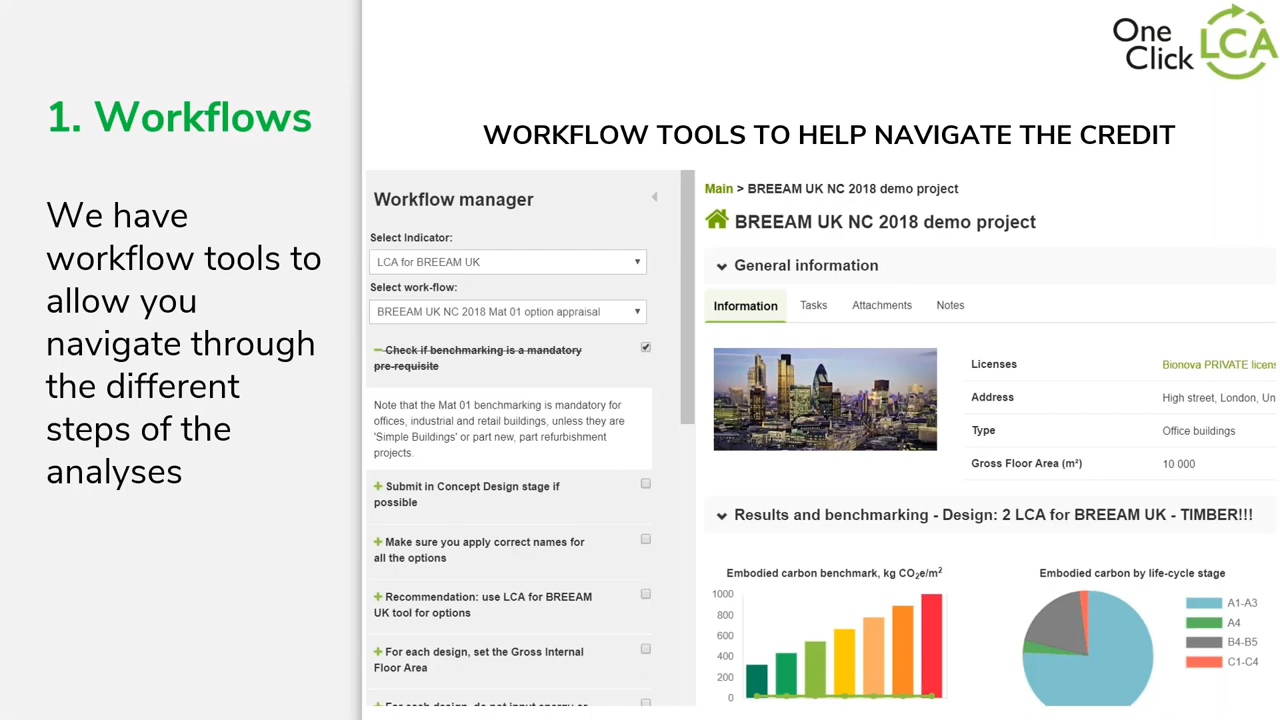 One
Click
LCA
1. Workflows
We have
workflow tools to
allow you
navigate through
the different
steps of the
analyses
WORKFLOW TOOLS TO HELP NAVIGATE THE CREDIT
Workflow manager
Select Indicator:
LCA for BREEAM UK
Select work-flow:
BREEAM UK NC 2018 Mat 01 option appraisal
Check if benchmarking is a mandatory
pre-requisite
Note that the Mat 01 benchmarking is mandatory for
offices, industrial and retail buildings, unless they are
'Simple Buildings' or part new, part refurbishment
projects.
Submit in Concept Design stage if
possible
Make sure you apply correct names for
all the options
Recommendation: use LCA for BREEAM
UK tool for options
For each design, set the Gross Internal
Floor Area
For each design, do not input energy or
Main > BREEAM UK NC 2018 demo project
BREEAM UK NC 2018 demo project
General information
Information Tasks Attachments Notes
Licenses Bionova PRIVATE licens
Address High street, London, Un
Type Office buildings
Gross Floor Area (m²) 10 000
Results and benchmarking - Design: 2 LCA for BREEAM UK - TIMBER!!!
Embodied carbon benchmark, kg CO₂e/m²
1000
800
600
400
200
0
Embodied carbon by life-cycle stage
A1-A3
A4
B4-B5
C1-C4